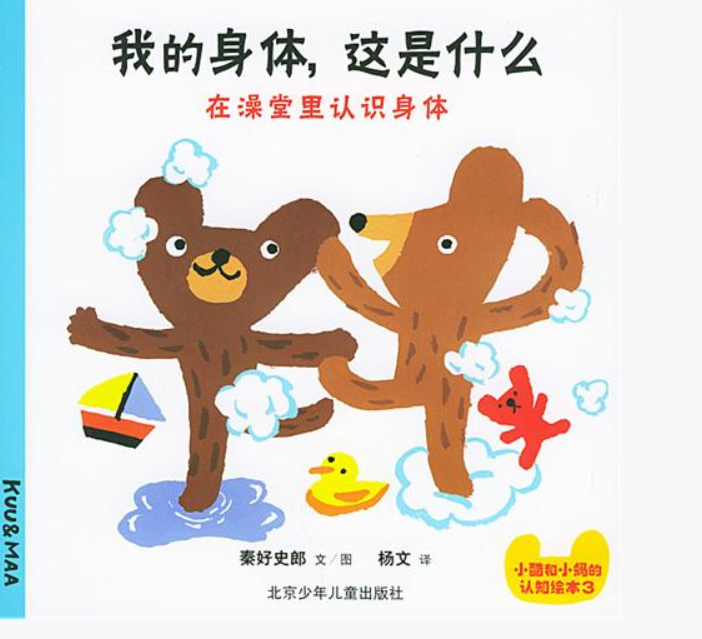 我的身体，这是什么
在澡堂里认识身体
KUU&MAA
秦好史郎 文/图 杨文 译
北京少年儿童出版社
小酷和小妈的
认知绘本3